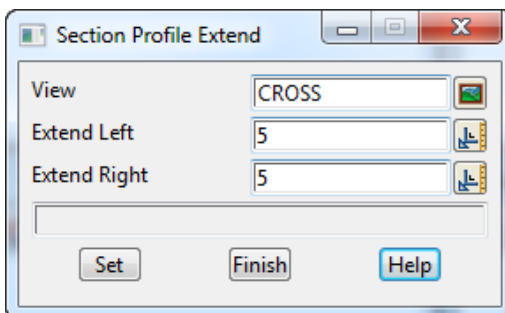 Section Profile Extend
View CROSS
Extend Left 5
Extend Right 5
Set Finish Help